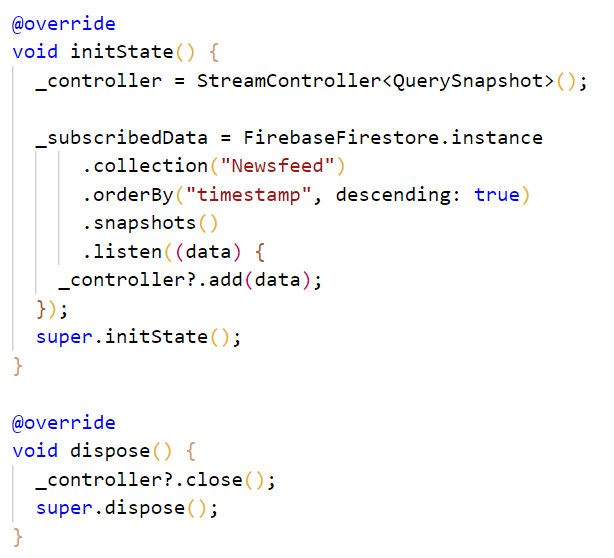 @override
void initState() {
  _controller = StreamController<QuerySnapshot>();

  _subscribedData = FirebaseFirestore.instance
      .collection("Newsfeed")
      .orderBy("timestamp", descending: true)
      .snapshots()
      .listen((data) {
    _controller?.add(data);
  });
  super.initState();
}

@override
void dispose() {
  _controller?.close();
  super.dispose();
}